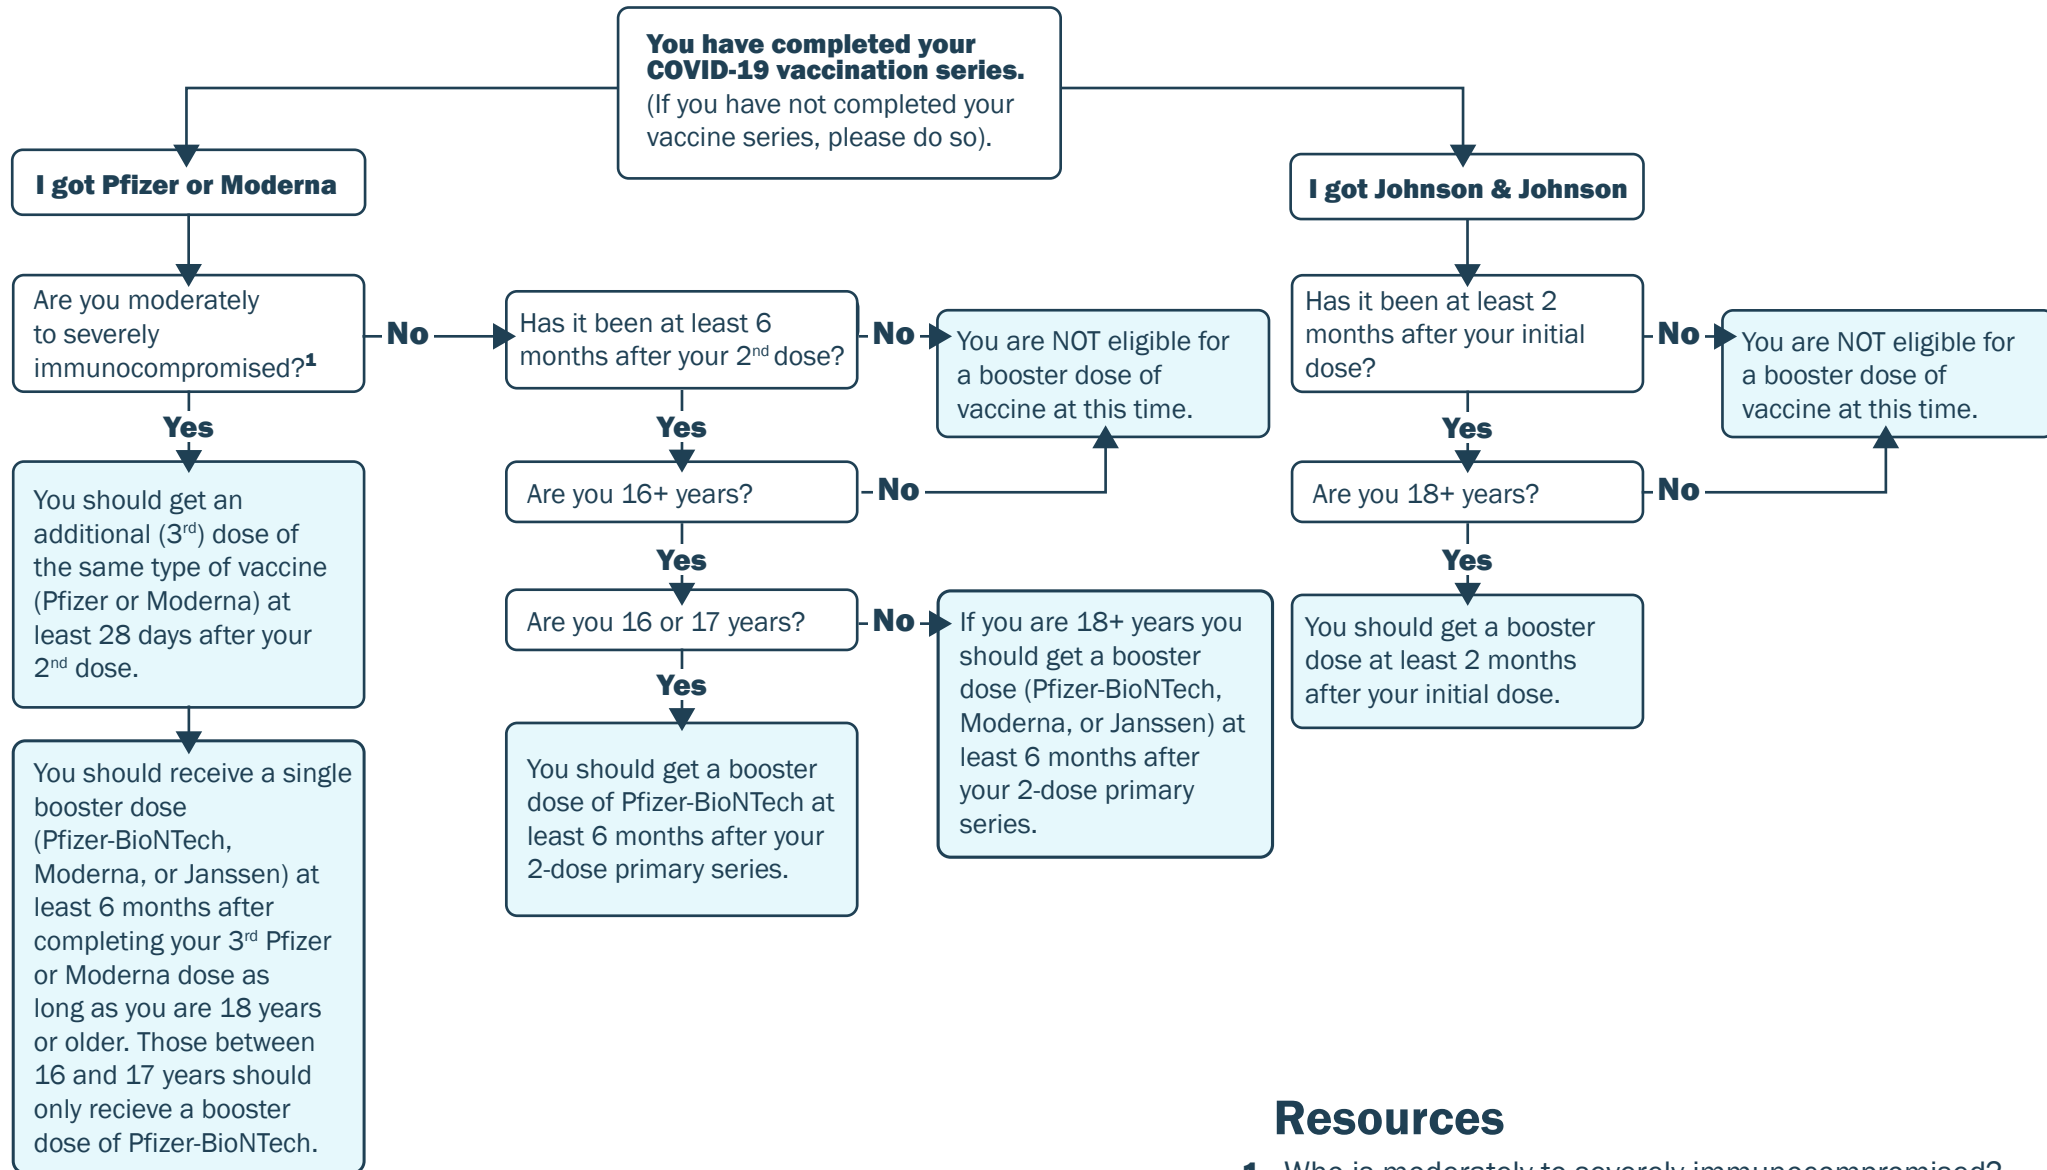 You have completed your
COVID-19 vaccination series.
(If you have not completed your
vaccine series, please do so).
I got Pfizer or Moderna
I got Johnson & Johnson
Are you moderately
to severely
immunocompromised?1
No
Has it been at least 6
months after your 2nd dose?
No
You are NOT eligible for
a booster dose of
vaccine at this time.
Has it been at least 2
months after your initial
dose?
No
You are NOT eligible for
a booster dose of
vaccine at this time.
Yes
Yes
Yes
You should get an
additional (3rd) dose of
the same type of vaccine
(Pfizer or Moderna) at
least 28 days after your
2nd dose.
Are you 16+ years?
No
Are you 18+ years?
No
Yes
Yes
Are you 16 or 17 years?
No
If you are 18+ years you
should get a booster
dose (Pfizer-BioNTech,
Moderna, or Janssen) at
least 6 months after
your 2-dose primary
series.
You should get a booster
dose at least 2 months
after your initial dose.
Yes
You should receive a single
booster dose
(Pfizer-BioNTech,
Moderna, or Janssen) at
least 6 months after
completing your 3rd Pfizer
or Moderna dose as
long as you are 18 years
or older. Those between
16 and 17 years should
only recieve a booster
dose of Pfizer-BioNTech.
You should get a booster
dose of Pfizer-BioNTech at
least 6 months after your
2-dose primary series.
Resources
1 Who is moderately to severely immunocompromised?